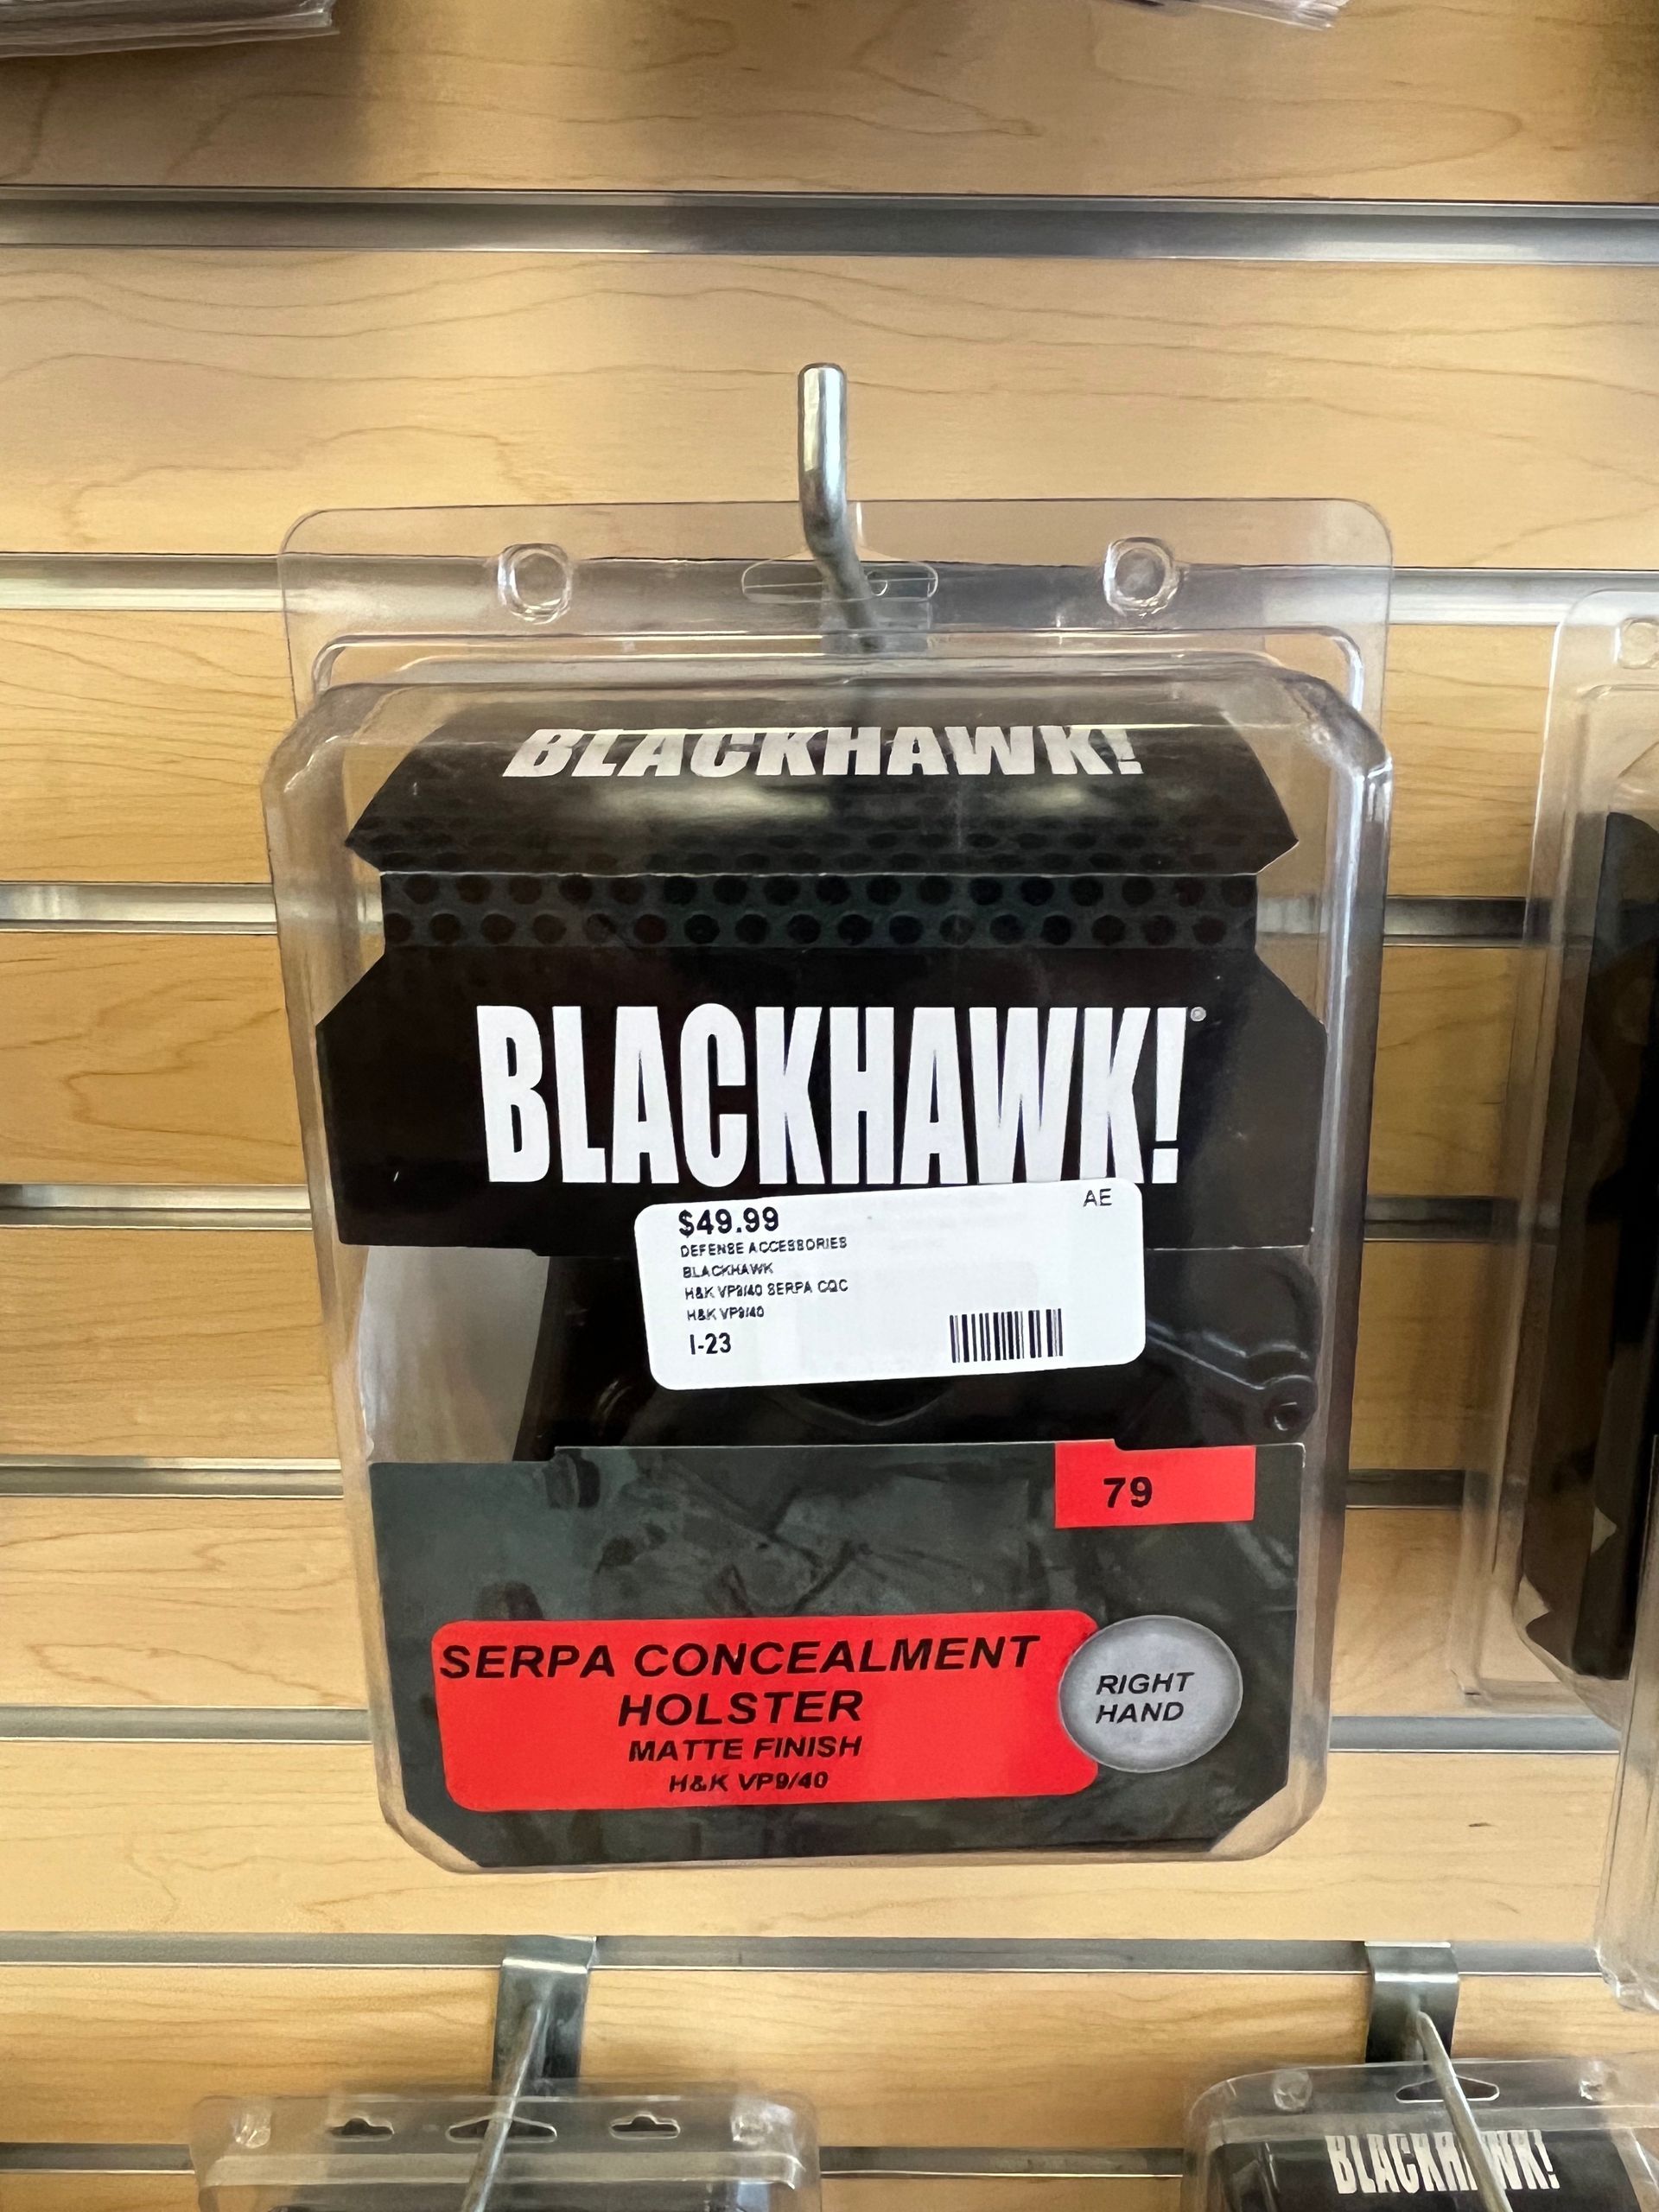 BLACKHAWK!
BLACKHAWK!®
$49.99
AE
DEFENSE ACCESSORIES
BLACKHAWK
H&K VP9/40 SERPA CQC
H&K VP9/40
I-23
79
SERPA CONCEALMENT
HOLSTER
MATTE FINISH
H&K VP9/40
RIGHT
HAND
BLACKHAWK!